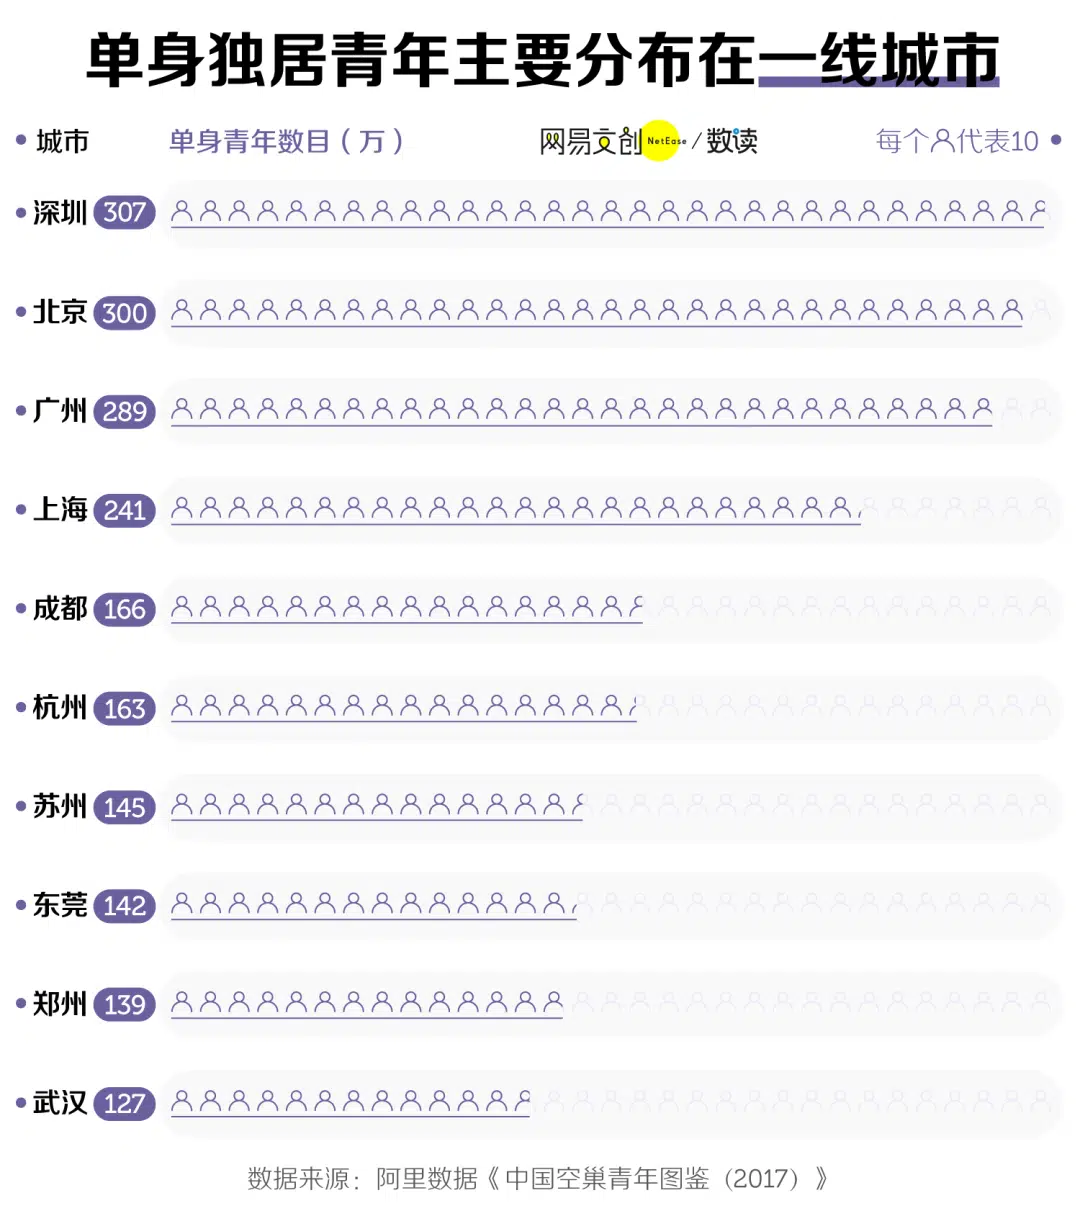 单身独居青年主要分布在一线城市
城市 单身青年数目（万） 网易文创 NetEase / 数读 每个代表10
深圳 307
北京 300
广州 289
上海 241
成都 166
杭州 163
苏州 145
东莞 142
郑州 139
武汉 127
数据来源：阿里数据《中国空巢青年图鉴（2017）》